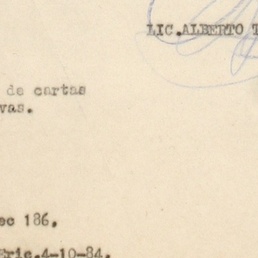 LIC.ALBERTO T
de cartas
vas.
ec 186.
Eric.4-10-84.